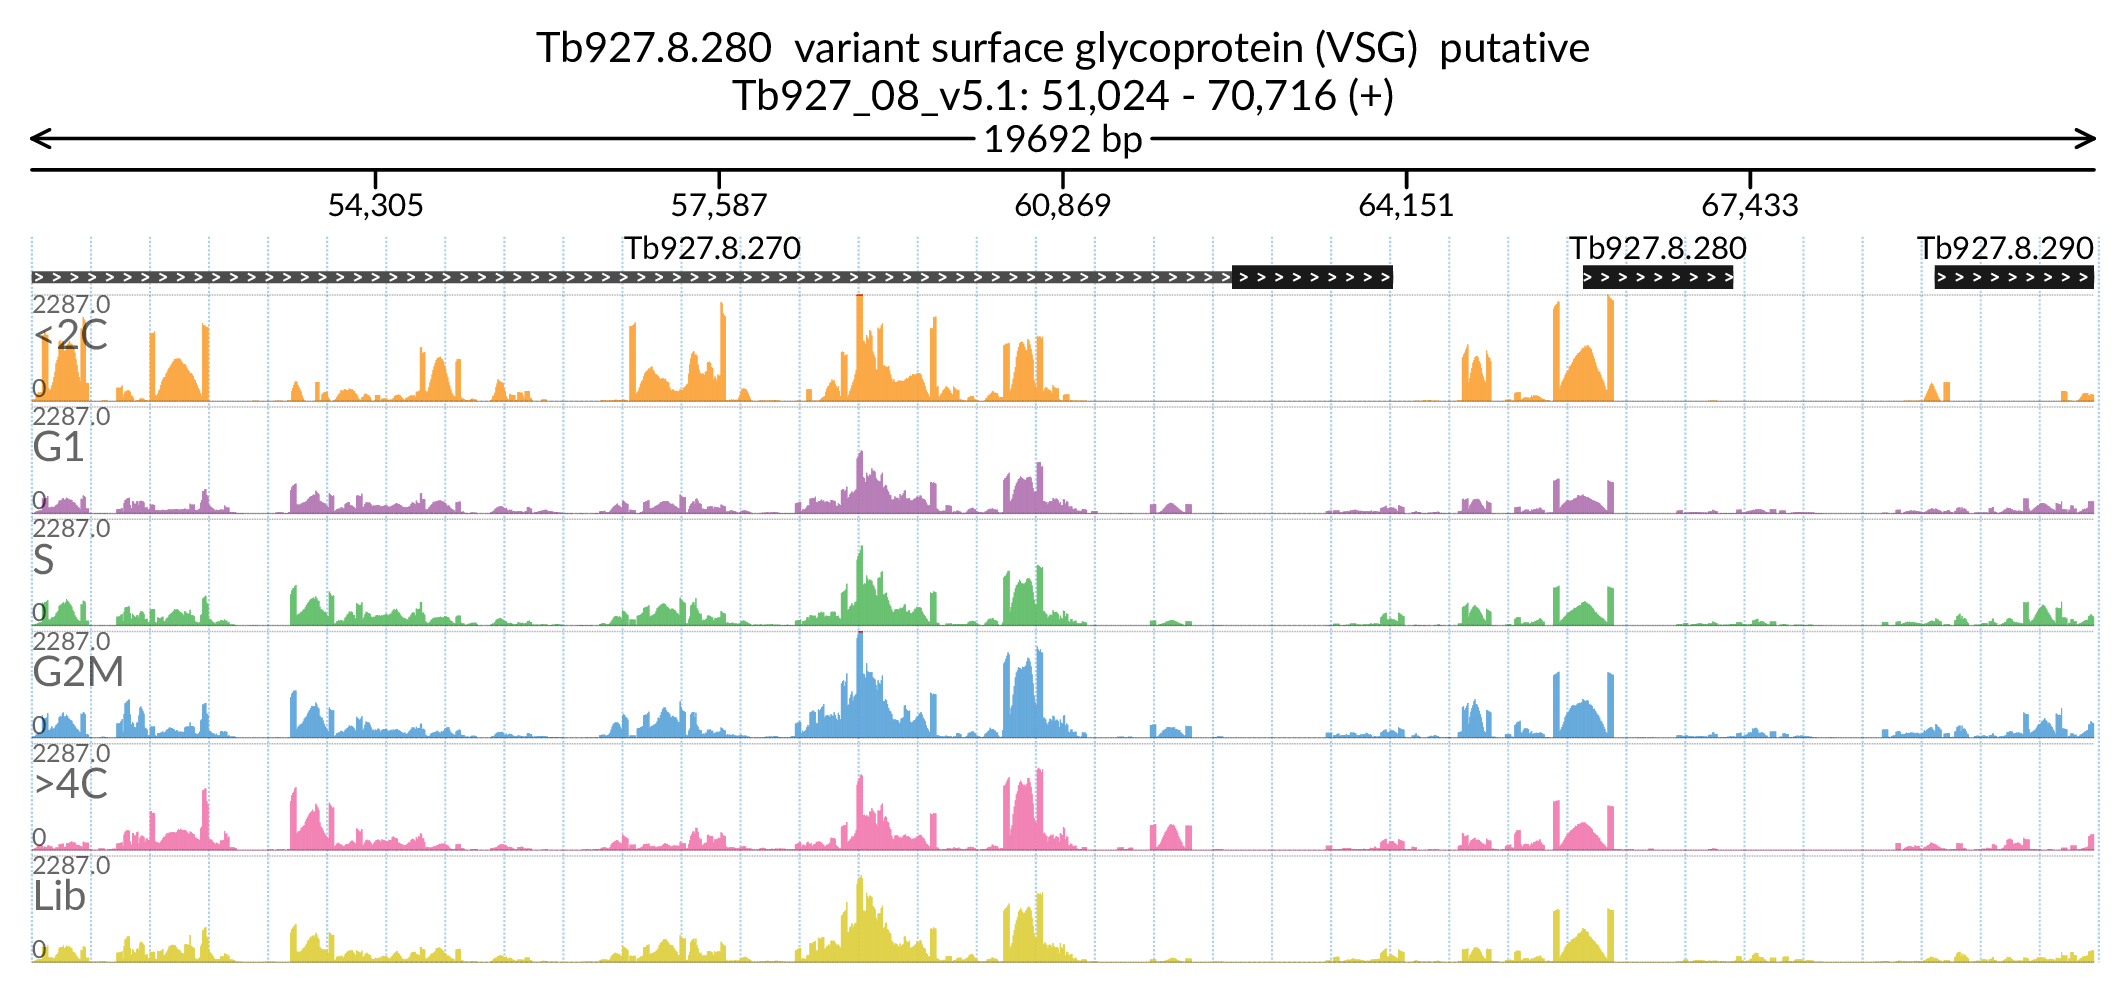 Tb927.8.280  variant surface glycoprotein (VSG)  putative
Tb927_08_v5.1: 51,024 - 70,716 (+)
19692 bp
54,305 57,587 60,869 64,151 67,433
Tb927.8.270 Tb927.8.280 Tb927.8.290
2287.0
<2C
0
2287.0
G1
0
2287.0
S
0
2287.0
G2M
0
2287.0
>4C
0
2287.0
Lib
0